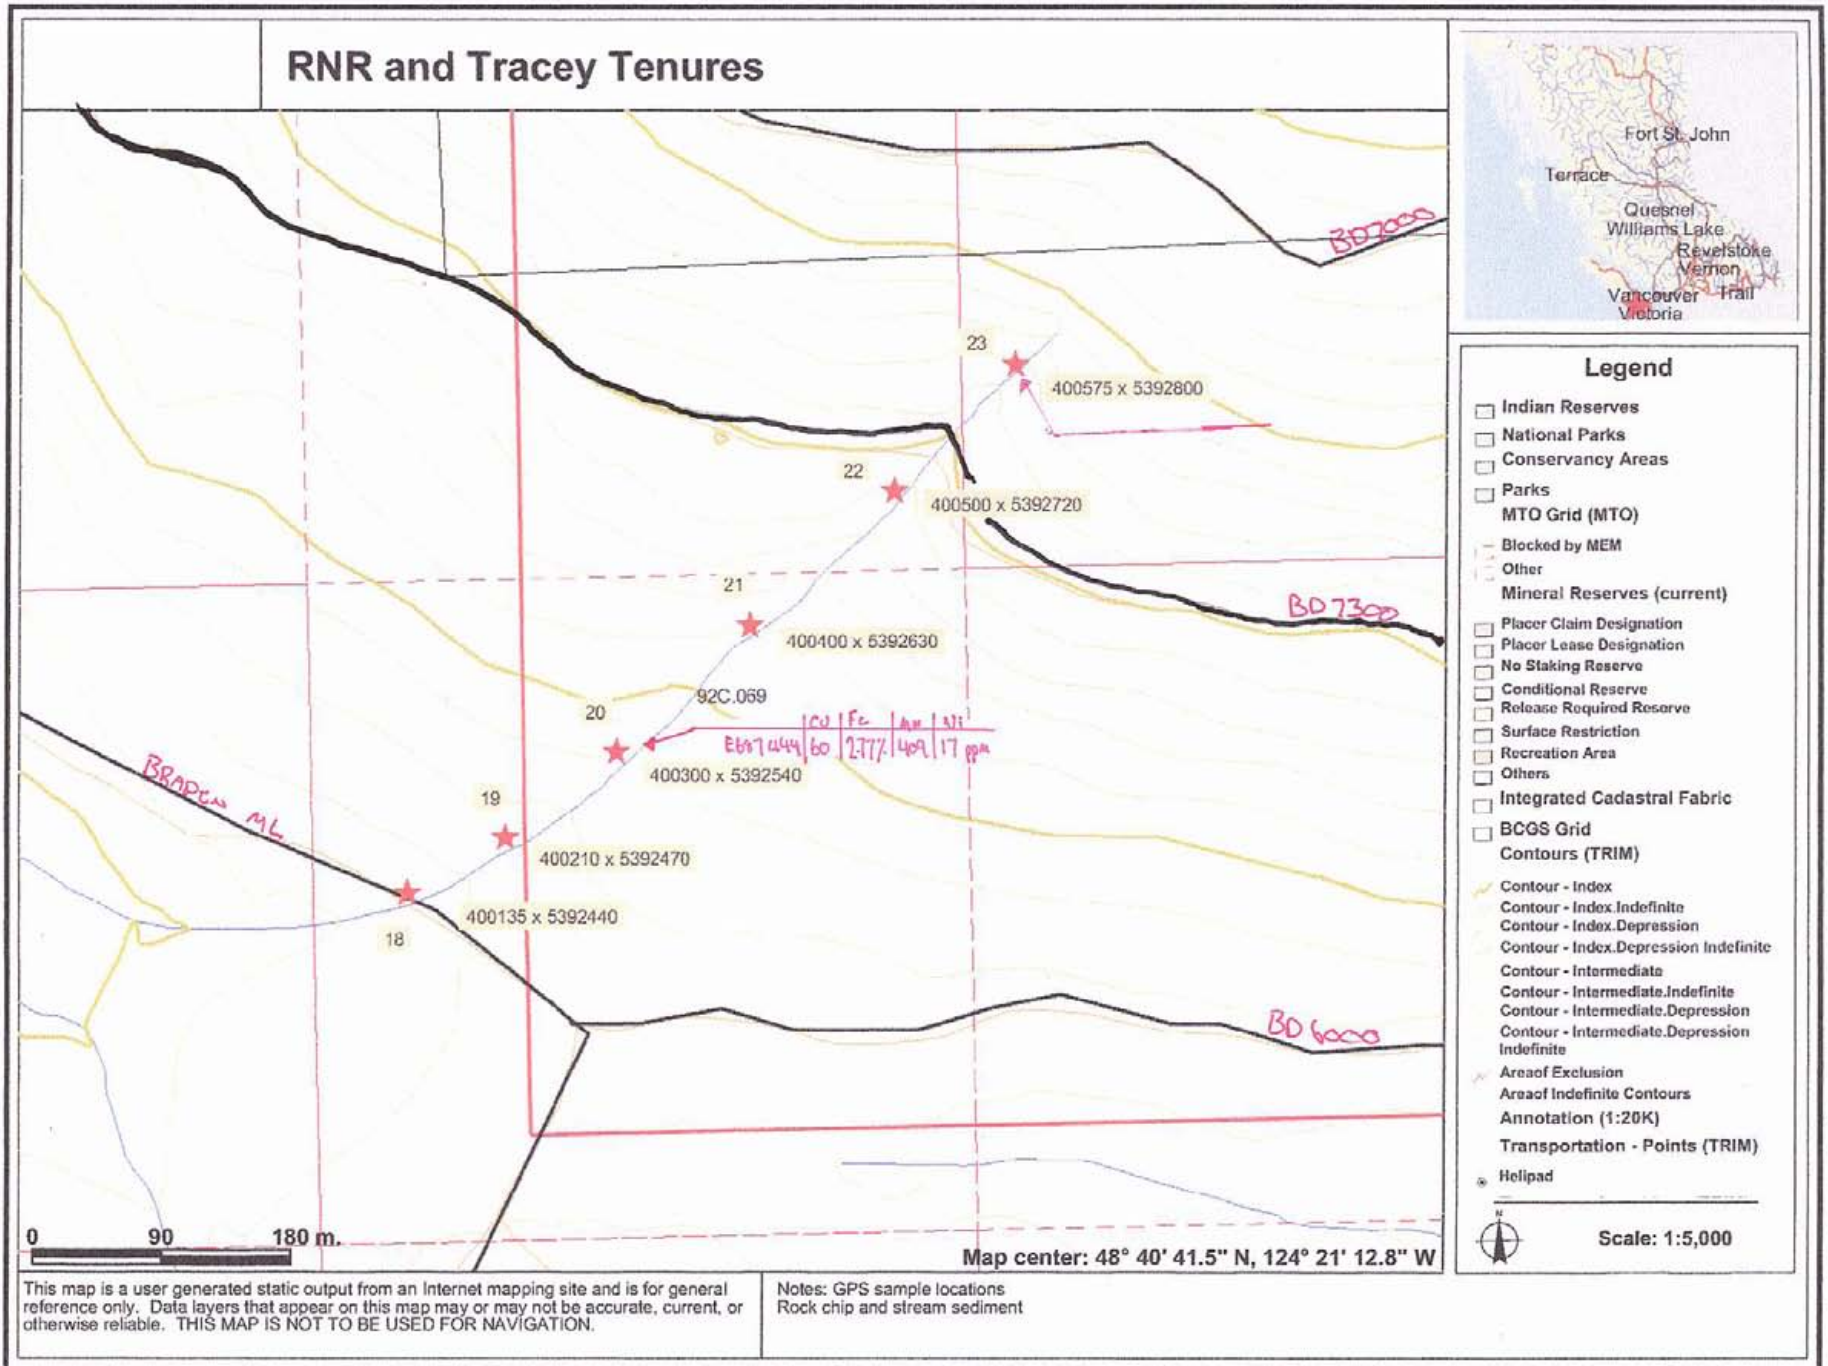 RNR and Tracey Tenures
Fort St. John
Terrace
Quesnel
Williams Lake
Revelstoke
Vernon
Vancouver
Trail
Victoria
BD7000
23
400575 x 5392800
22
400500 x 5392720
BD7300
21
400400 x 5392630
92C.069
20
Cu Fe Ni
60 2.77% 409 17 ppm
400300 x 5392540
BRADEN ML
19
400210 x 5392470
400135 x 5392440
18
BD6000
0 90 180 m.
Map center: 48° 40' 41.5" N, 124° 21' 12.8" W
Legend
Indian Reserves
National Parks
Conservancy Areas
Parks
MTO Grid (MTO)
Blocked by MEM
Other
Mineral Reserves (current)
Placer Claim Designation
Placer Lease Designation
No Staking Reserve
Conditional Reserve
Release Required Reserve
Surface Restriction
Recreation Area
Others
Integrated Cadastral Fabric
BCGS Grid
Contours (TRIM)
Contour - Index
Contour - Index.Indefinite
Contour - Index.Depression
Contour - Index.Depression Indefinite
Contour - Intermediate
Contour - Intermediate.Indefinite
Contour - Intermediate.Depression
Contour - Intermediate.Depression
Indefinite
Areaof Exclusion
Areaof Indefinite Contours
Annotation (1:20K)
Transportation - Points (TRIM)
Helipad
N
Scale: 1:5,000
This map is a user generated static output from an Internet mapping site and is for general
reference only. Data layers that appear on this map may or may not be accurate, current, or
otherwise reliable. THIS MAP IS NOT TO BE USED FOR NAVIGATION.
Notes: GPS sample locations
Rock chip and stream sediment